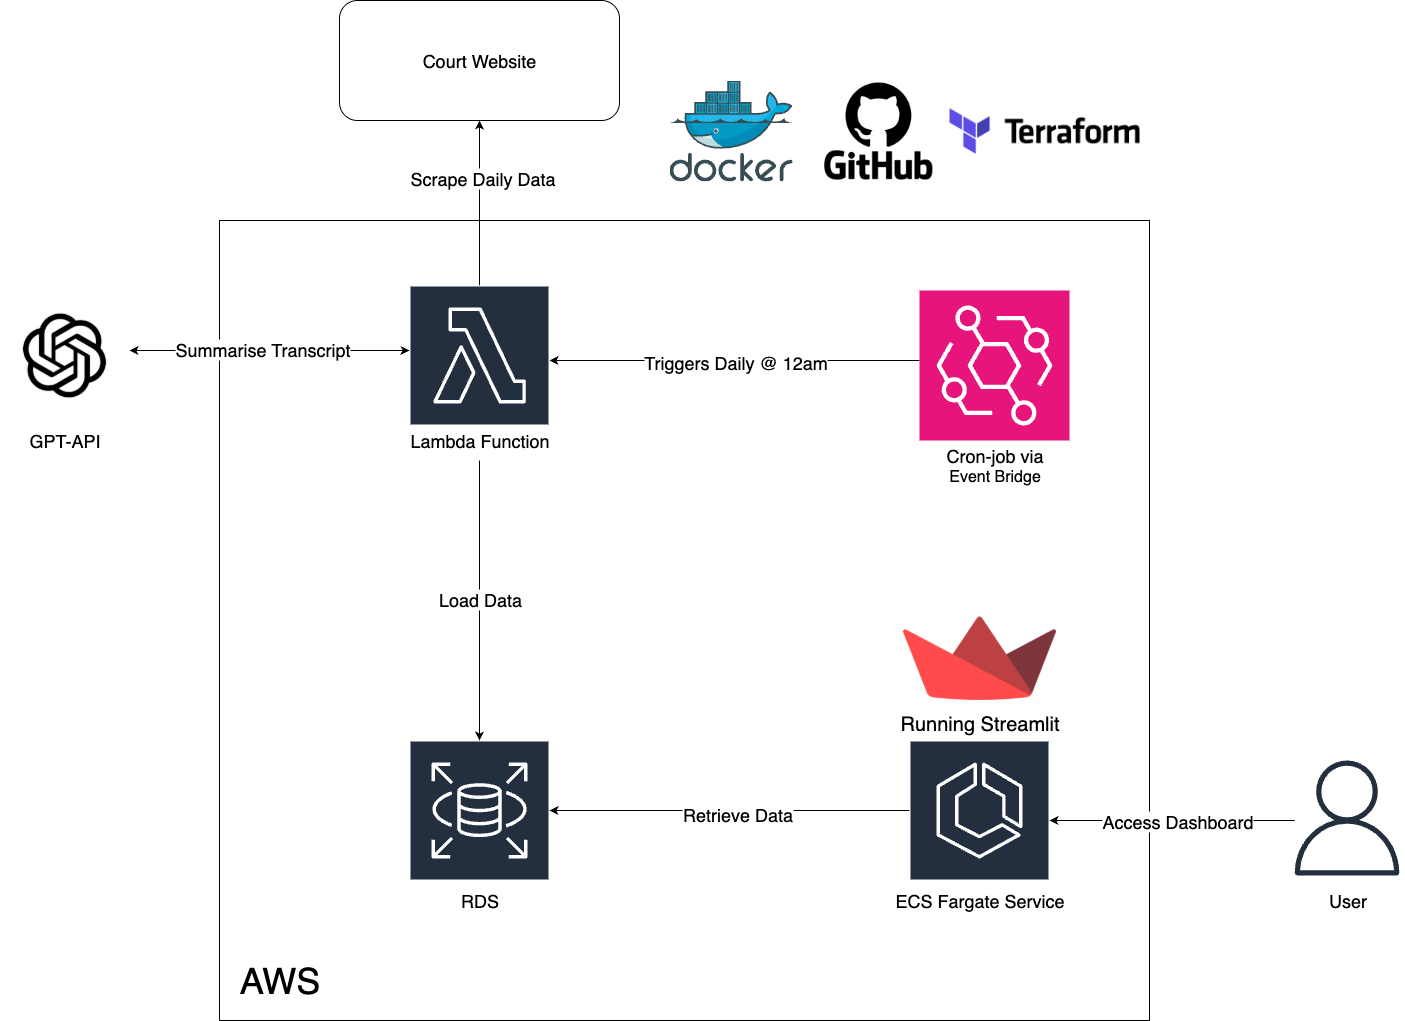 Court Website
docker
GitHub
Terraform
Scrape Daily Data
Summarise Transcript
GPT-API
Lambda Function
Triggers Daily @ 12am
Cron-job via
Event Bridge
Load Data
Running Streamlit
Retrieve Data
Access Dashboard
RDS
ECS Fargate Service
User
AWS